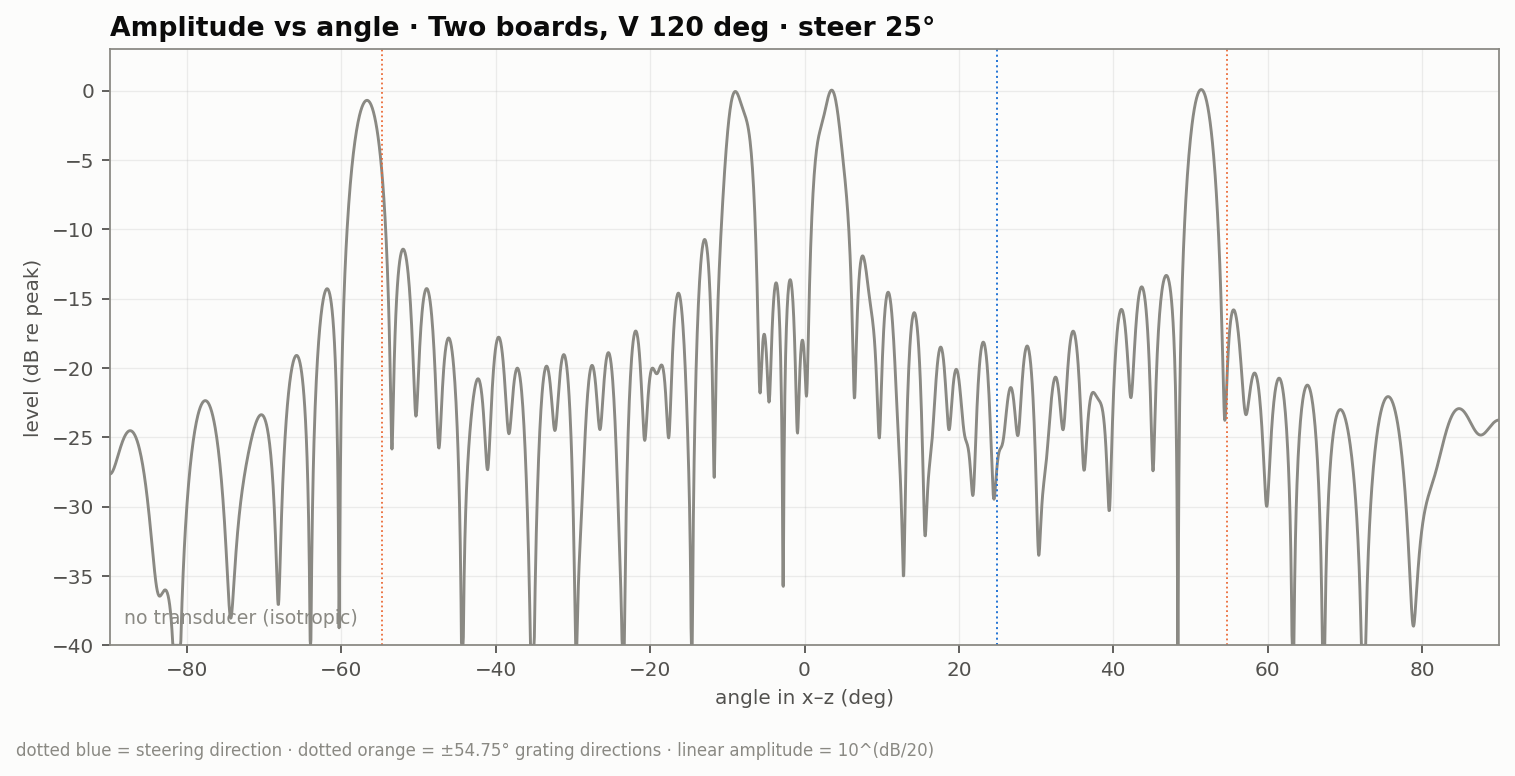 Amplitude vs angle · Two boards, V 120 deg · steer 25°
0
−5
−10
−15
−20
−25
−30
−35
−40
level (dB re peak)
no transducer (isotropic)
−80 −60 −40 −20 0 20 40 60 80
angle in x–z (deg)
dotted blue = steering direction · dotted orange = ±54.75° grating directions · linear amplitude = 10^(dB/20)